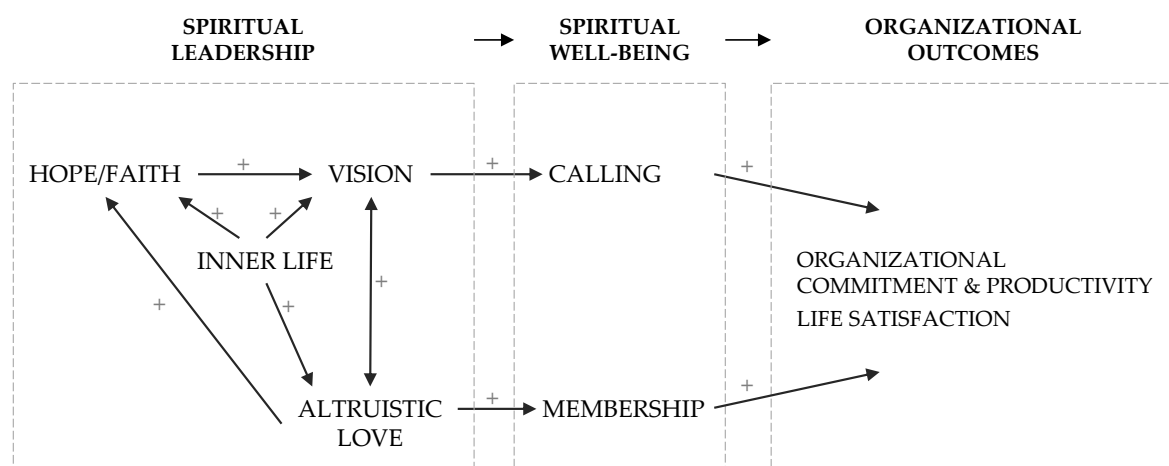 SPIRITUAL
LEADERSHIP
SPIRITUAL
WELL-BEING
ORGANIZATIONAL
OUTCOMES
HOPE/FAITH
+
VISION
+
CALLING
+
+
+
INNER LIFE
+
+
+
ORGANIZATIONAL
COMMITMENT & PRODUCTIVITY
LIFE SATISFACTION
ALTRUISTIC
LOVE
+
MEMBERSHIP
+